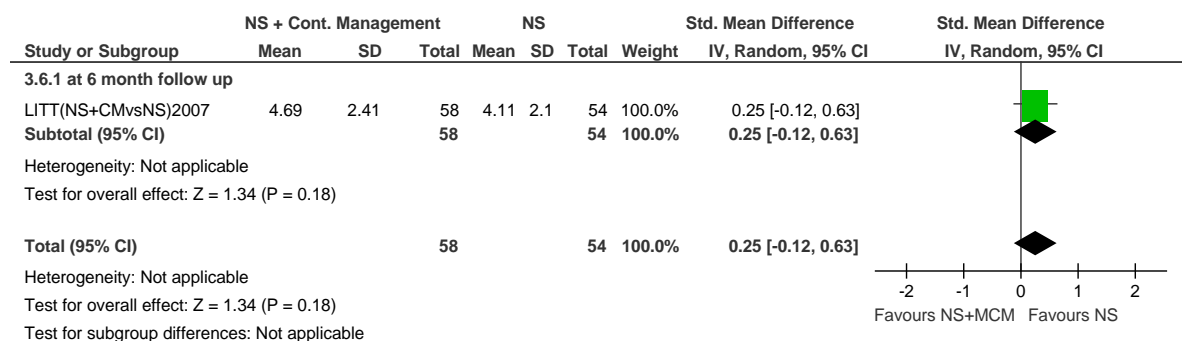 NS + Cont. Management NS Std. Mean Difference Std. Mean Difference
Study or Subgroup Mean SD Total Mean SD Total Weight IV, Random, 95% CI IV, Random, 95% CI
3.6.1 at 6 month follow up
LITT(NS+CMvsNS)2007 4.69 2.41 58 4.11 2.1 54 100.0% 0.25 [-0.12, 0.63]
Subtotal (95% CI) 58 54 100.0% 0.25 [-0.12, 0.63]
Heterogeneity: Not applicable
Test for overall effect: Z = 1.34 (P = 0.18)
Total (95% CI) 58 54 100.0% 0.25 [-0.12, 0.63]
Heterogeneity: Not applicable
Test for overall effect: Z = 1.34 (P = 0.18)
Test for subgroup differences: Not applicable
-2 -1 0 1 2
Favours NS+MCM Favours NS